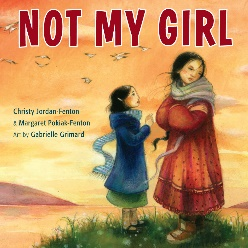 NOT MY GIRL
Christy Jordan-Fenton
& Margaret Pokiak-Fenton
Art by Gabrielle Grimard